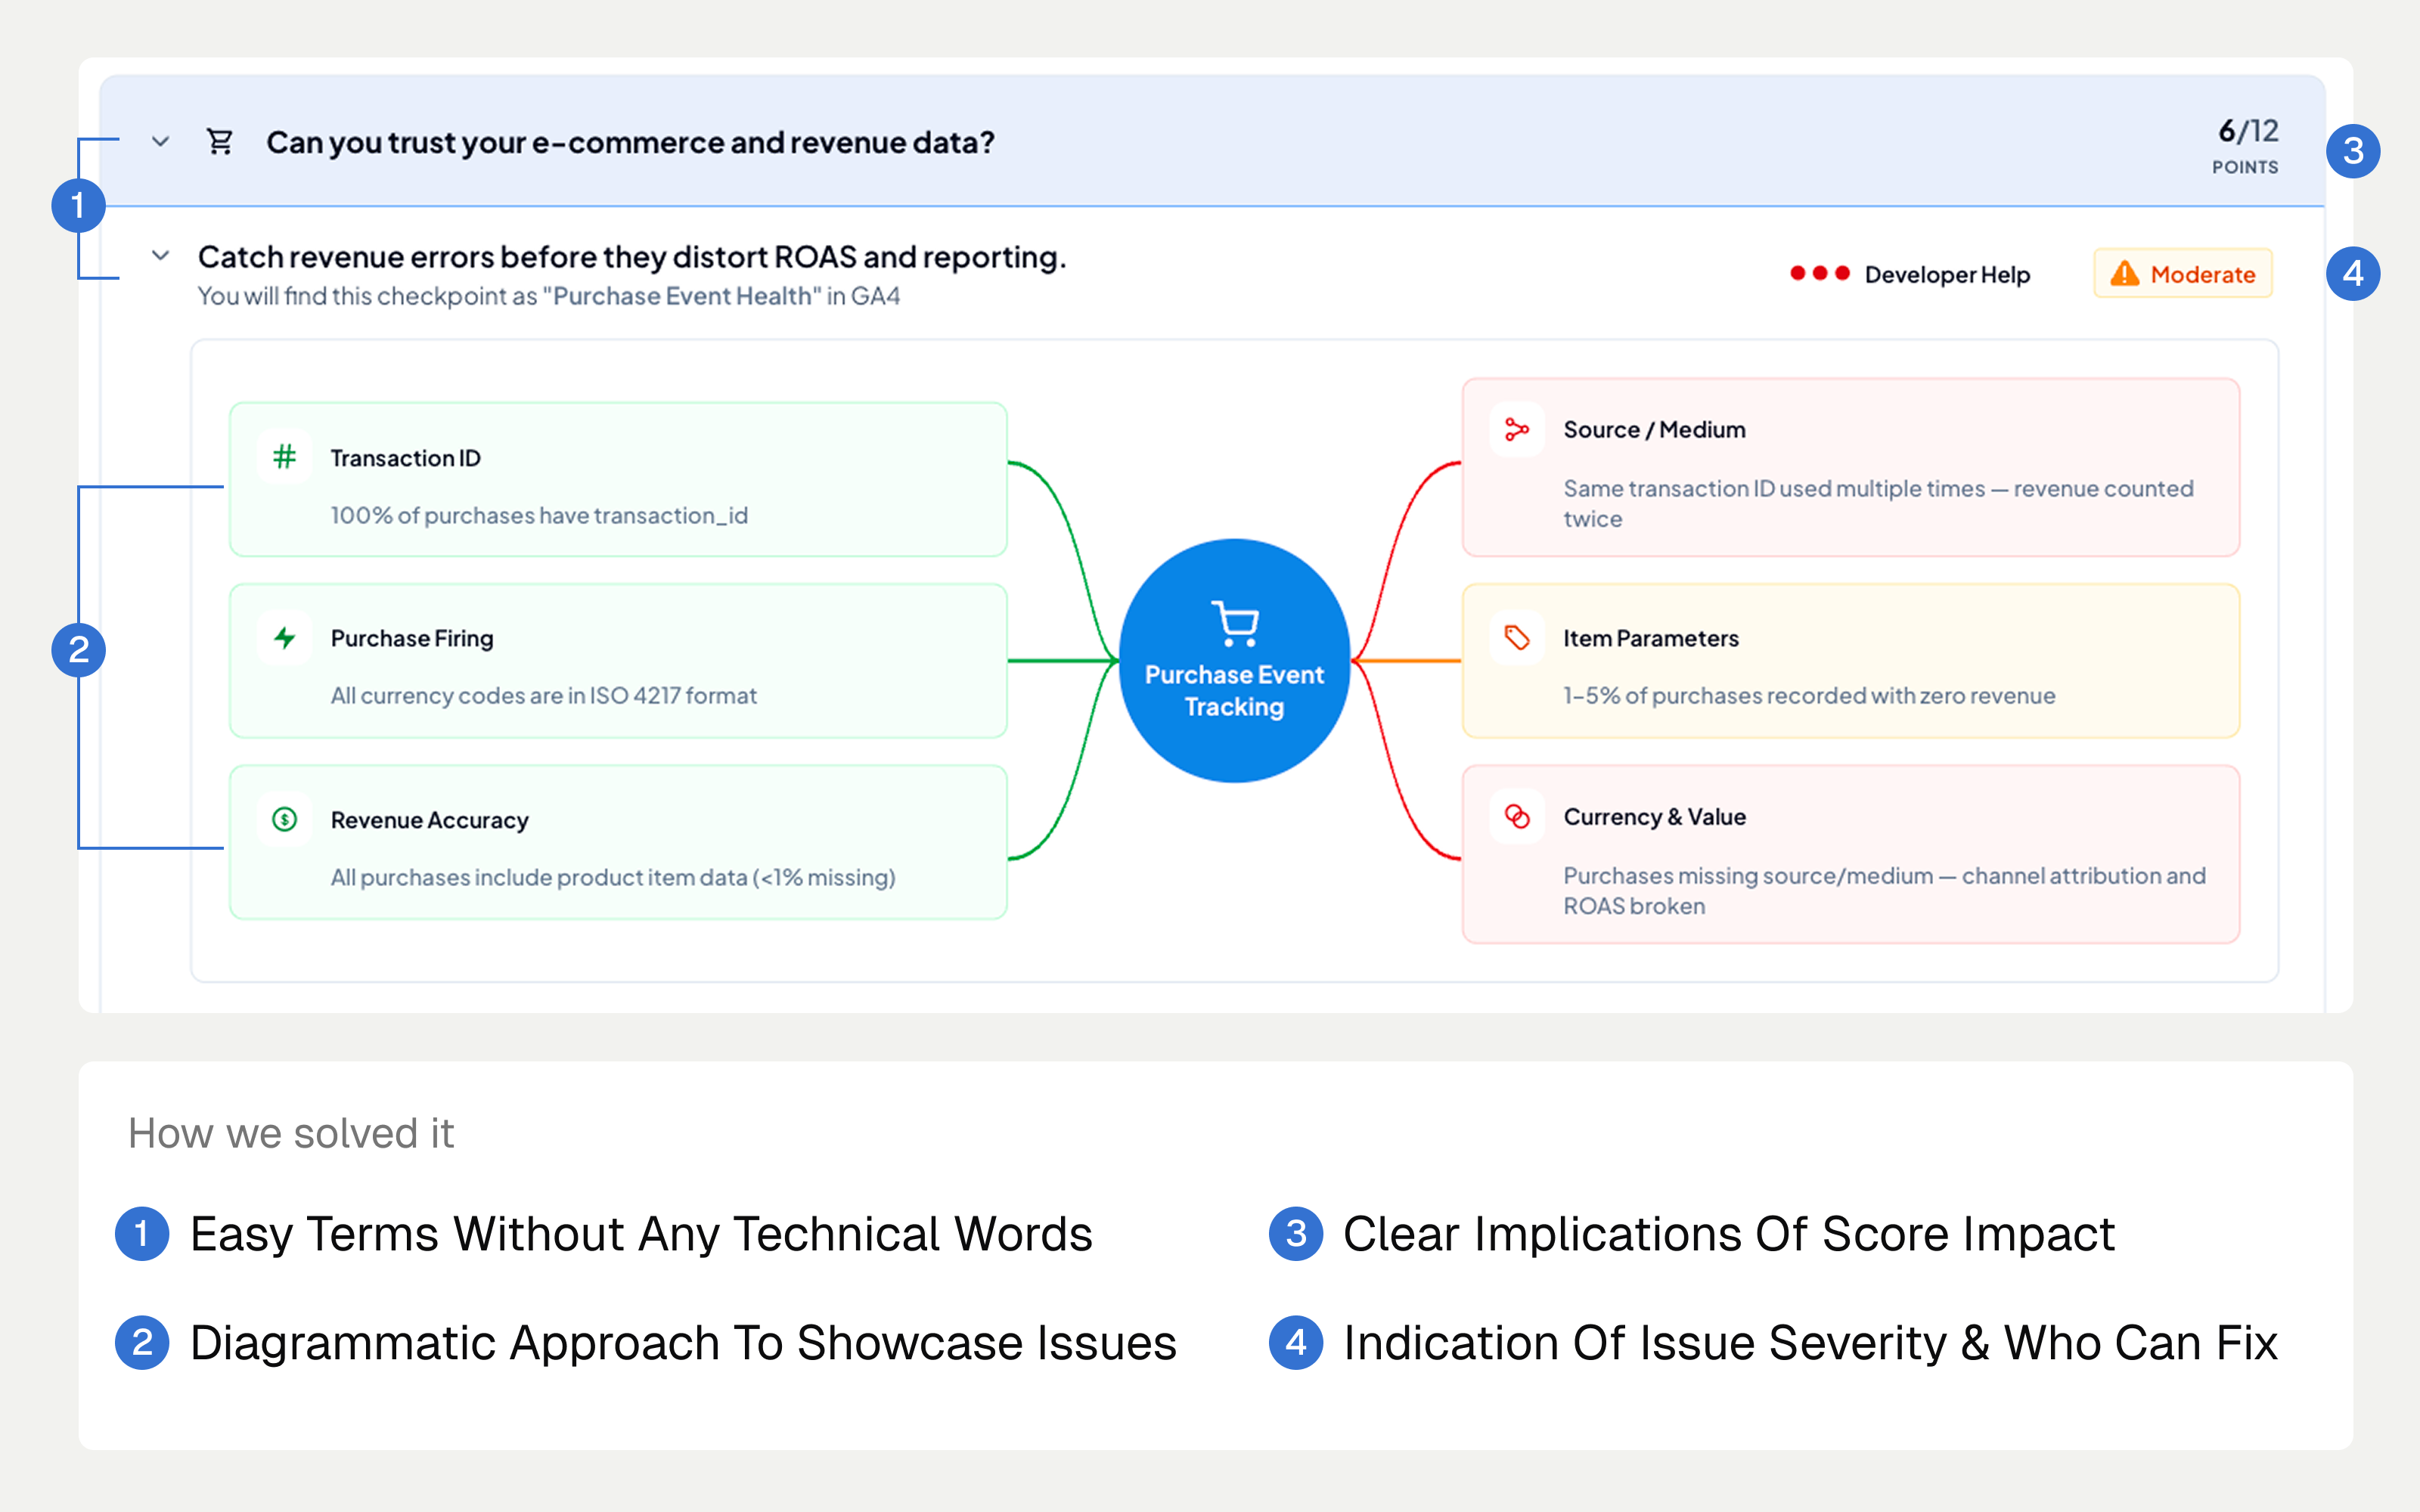 Can you trust your e-commerce and revenue data?
6/12
POINTS
3
1
Catch revenue errors before they distort ROAS and reporting.
You will find this checkpoint as "Purchase Event Health" in GA4
Developer Help
Moderate
4
Transaction ID
100% of purchases have transaction_id
Purchase Firing
All currency codes are in ISO 4217 format
2
Revenue Accuracy
All purchases include product item data (<1% missing)
Purchase Event
Tracking
Source / Medium
Same transaction ID used multiple times — revenue counted
twice
Item Parameters
1–5% of purchases recorded with zero revenue
Currency & Value
Purchases missing source/medium — channel attribution and
ROAS broken
How we solved it
1 Easy Terms Without Any Technical Words
2 Diagrammatic Approach To Showcase Issues
3 Clear Implications Of Score Impact
4 Indication Of Issue Severity & Who Can Fix